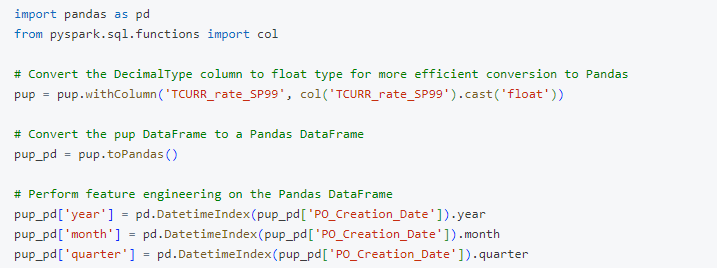 import pandas as pd
from pyspark.sql.functions import col
# Convert the DecimalType column to float type for more efficient conversion to Pandas
pup = pup.withColumn('TCURR_rate_SP99', col('TCURR_rate_SP99').cast('float'))
# Convert the pup DataFrame to a Pandas DataFrame
pup_pd = pup.toPandas()
# Perform feature engineering on the Pandas DataFrame
pup_pd['year'] = pd.DatetimeIndex(pup_pd['PO_Creation_Date']).year
pup_pd['month'] = pd.DatetimeIndex(pup_pd['PO_Creation_Date']).month
pup_pd['quarter'] = pd.DatetimeIndex(pup_pd['PO_Creation_Date']).quarter